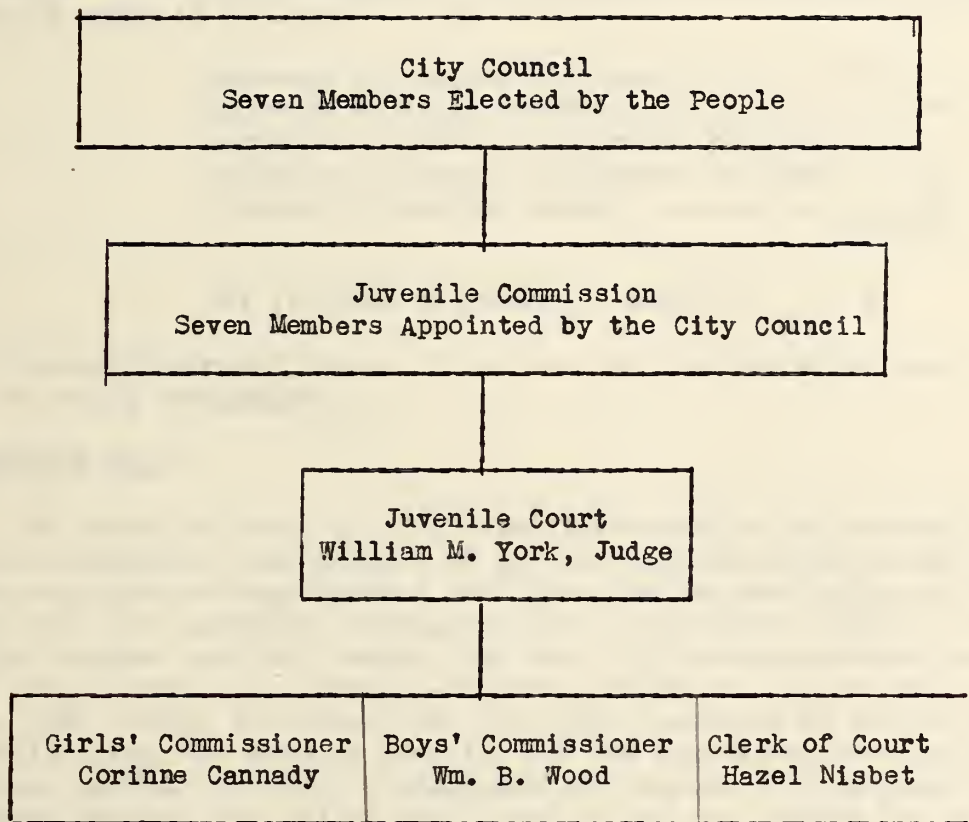 City Council
Seven Members Elected by the People
Juvenile Commission
Seven Members Appointed by the City Council
Juvenile Court
William M. York, Judge
Girls' Commissioner
Corinne Cannady
Boys' Commissioner
Wm. B. Wood
Clerk of Court
Hazel Nisbet